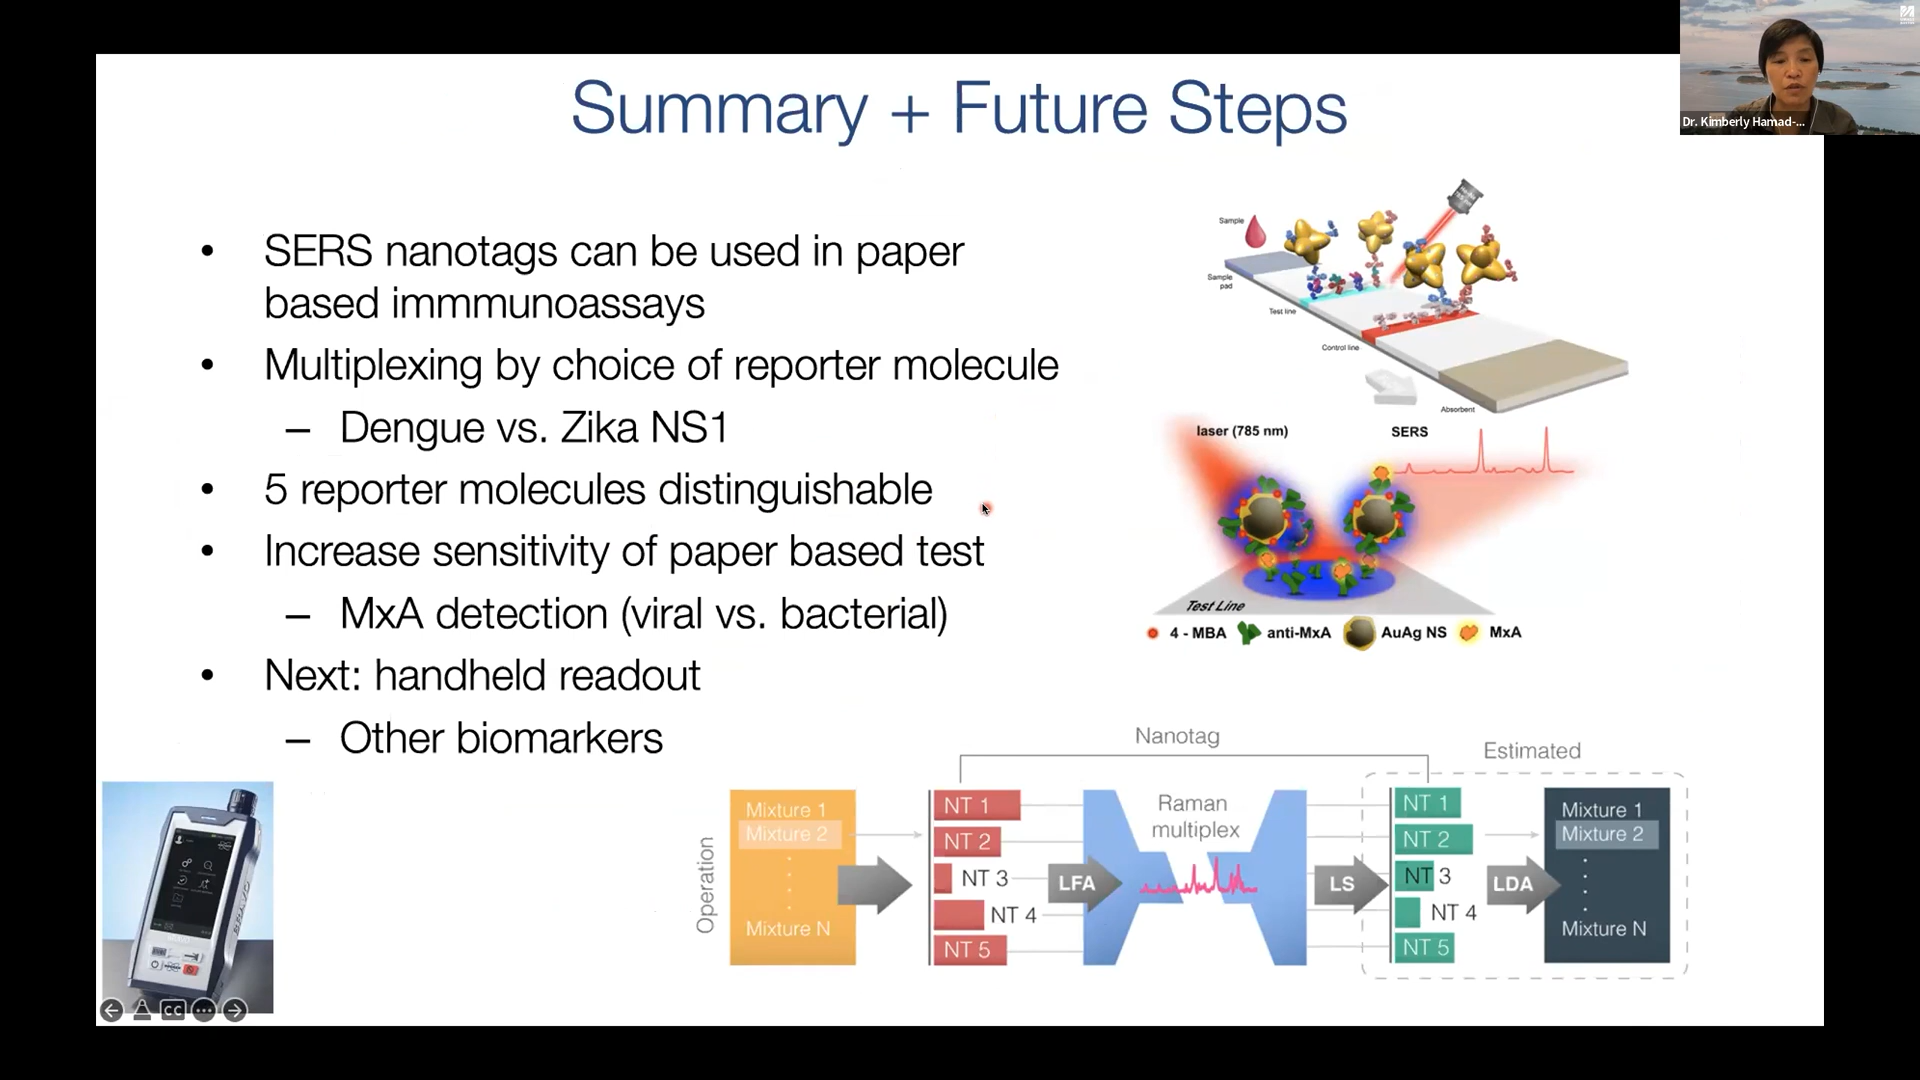 Summary + Future Steps
Dr. Kimberly Hamad-...
• SERS nanotags can be used in paper
based immmunoassays
• Multiplexing by choice of reporter molecule
– Dengue vs. Zika NS1
• 5 reporter molecules distinguishable
• Increase sensitivity of paper based test
– MxA detection (viral vs. bacterial)
• Next: handheld readout
– Other biomarkers
Sample
Sample
pad
Test line
Control line
Absorbent
laser (785 nm)
SERS
Test Line
4 - MBA
anti-MxA
AuAg NS
MxA
Nanotag
Estimated
Operation
Mixture 1
Mixture 2
Mixture N
NT 1
NT 2
NT 3
NT 4
NT 5
LFA
Raman
multiplex
LS
NT 1
NT 2
NT 3
NT 4
NT 5
LDA
Mixture 1
Mixture 2
Mixture N
CC